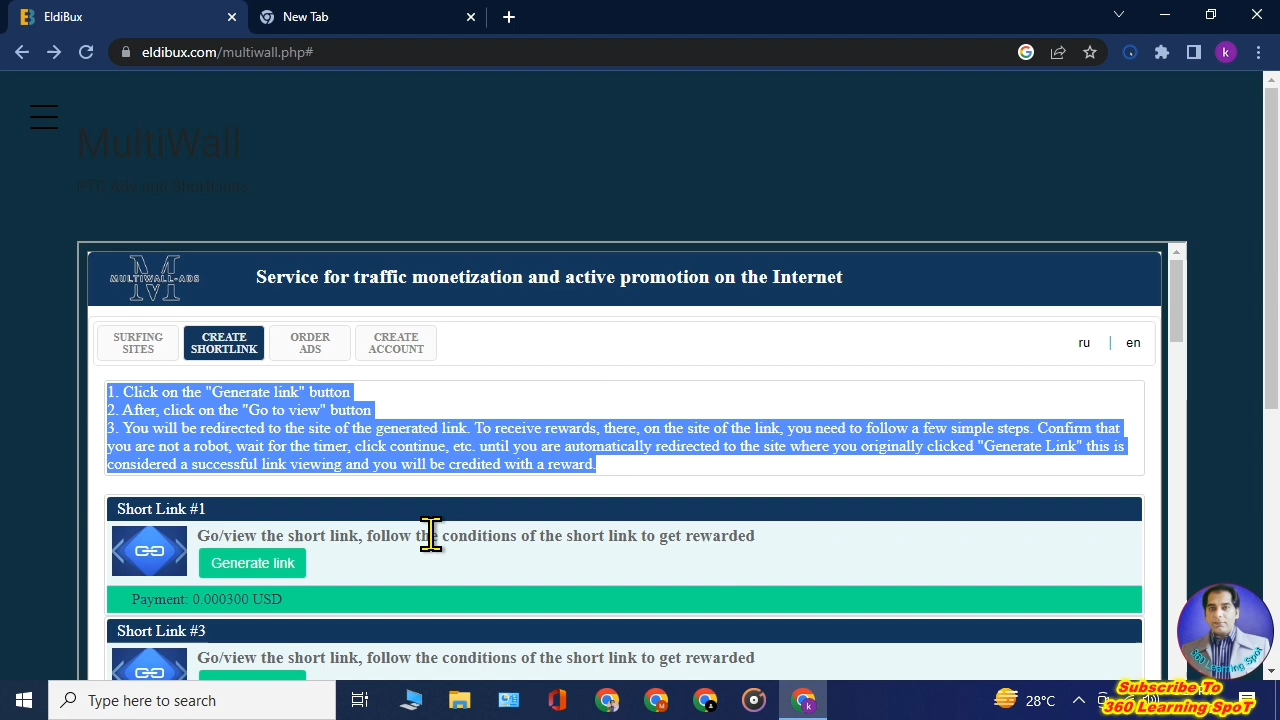 EldiBux
New Tab
eldibux.com/multiwall.php#
k
MultiWall
MULTIWALL-ADS
Service for traffic monetization and active promotion on the Internet
SURFING SITES
CREATE SHORTLINK
ORDER ADS
CREATE ACCOUNT
ru | en
1. Click on the "Generate link" button
2. After, click on the "Go to view" button
3. You will be redirected to the site of the generated link. To receive rewards, there, on the site of the link, you need to follow a few simple steps. Confirm that
you are not a robot, wait for the timer, click continue, etc. until you are automatically redirected to the site where you originally clicked "Generate Link" this is
considered a successful link viewing and you will be credited with a reward.
Short Link #1
Go/view the short link, follow the conditions of the short link to get rewarded
Generate link
Payment: 0.000300 USD
Short Link #3
Go/view the short link, follow the conditions of the short link to get rewarded
360 Learning Spot
Type here to search
28°C
Subscribe To
360 Learning SpoT